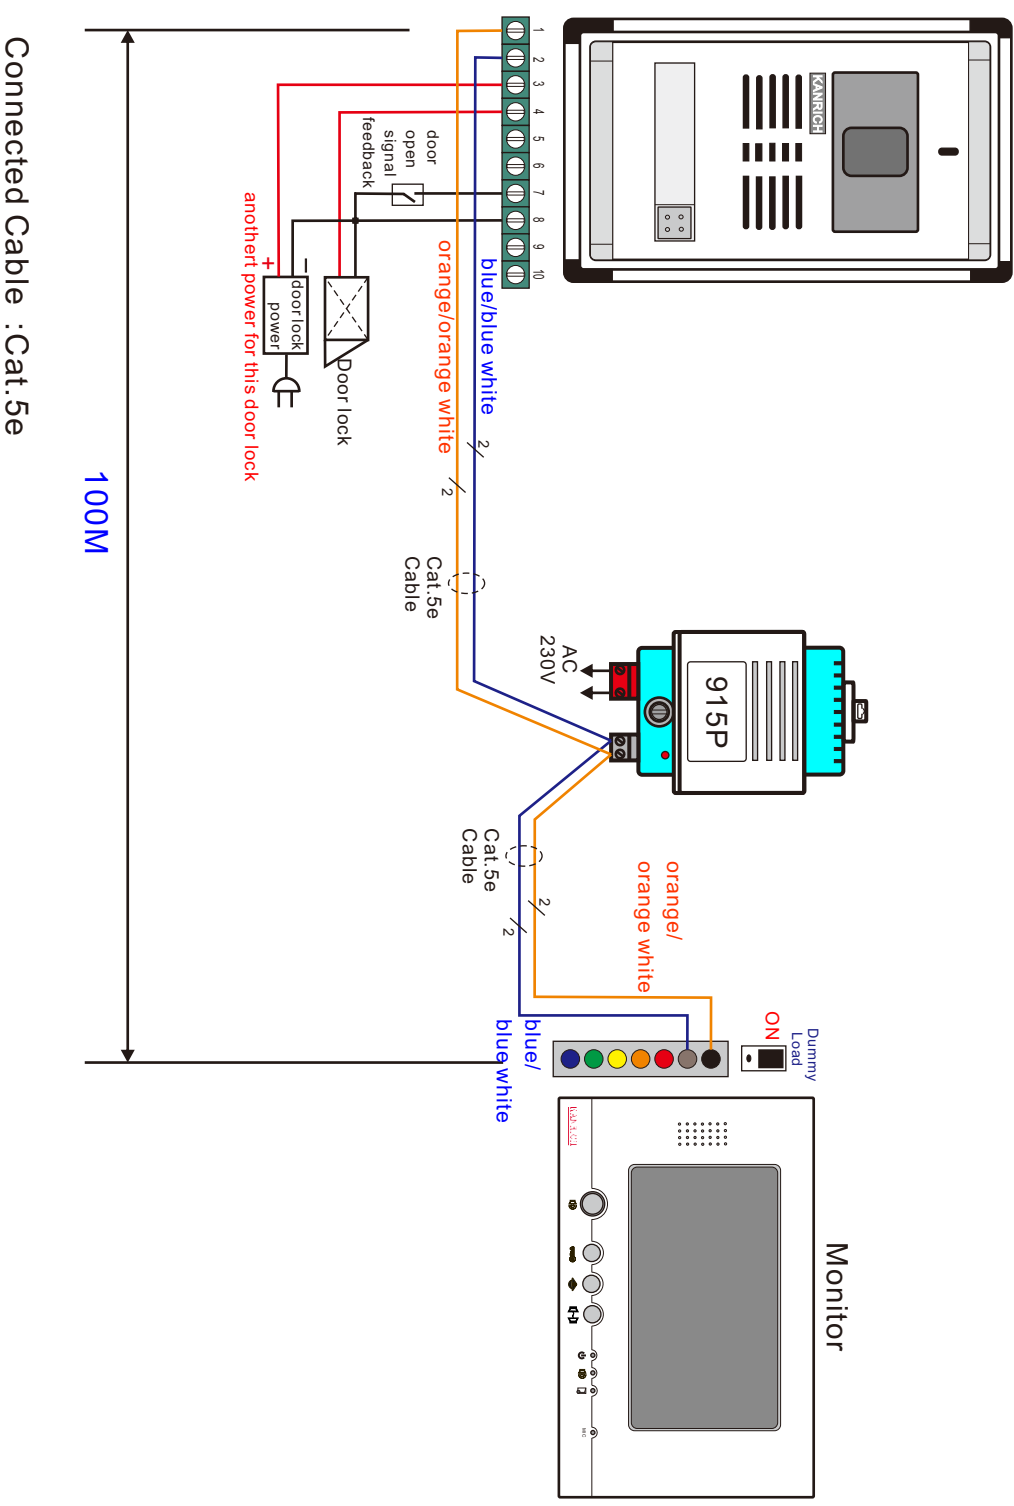 KANRICH
1
2
3
4
5
6
7
8
9
10
door
open
signal
feedback
blue/blue white
orange/orange white
+
−
door lock
power
Door lock
anothert power for this door lock
2
2
Cat.5e
Cable
AC
230V
915P
Cat.5e
Cable
2
2
orange/
orange white
blue/
blue white
Dummy
Load
ON
Monitor
MIC
100M
Connected Cable :Cat.5e